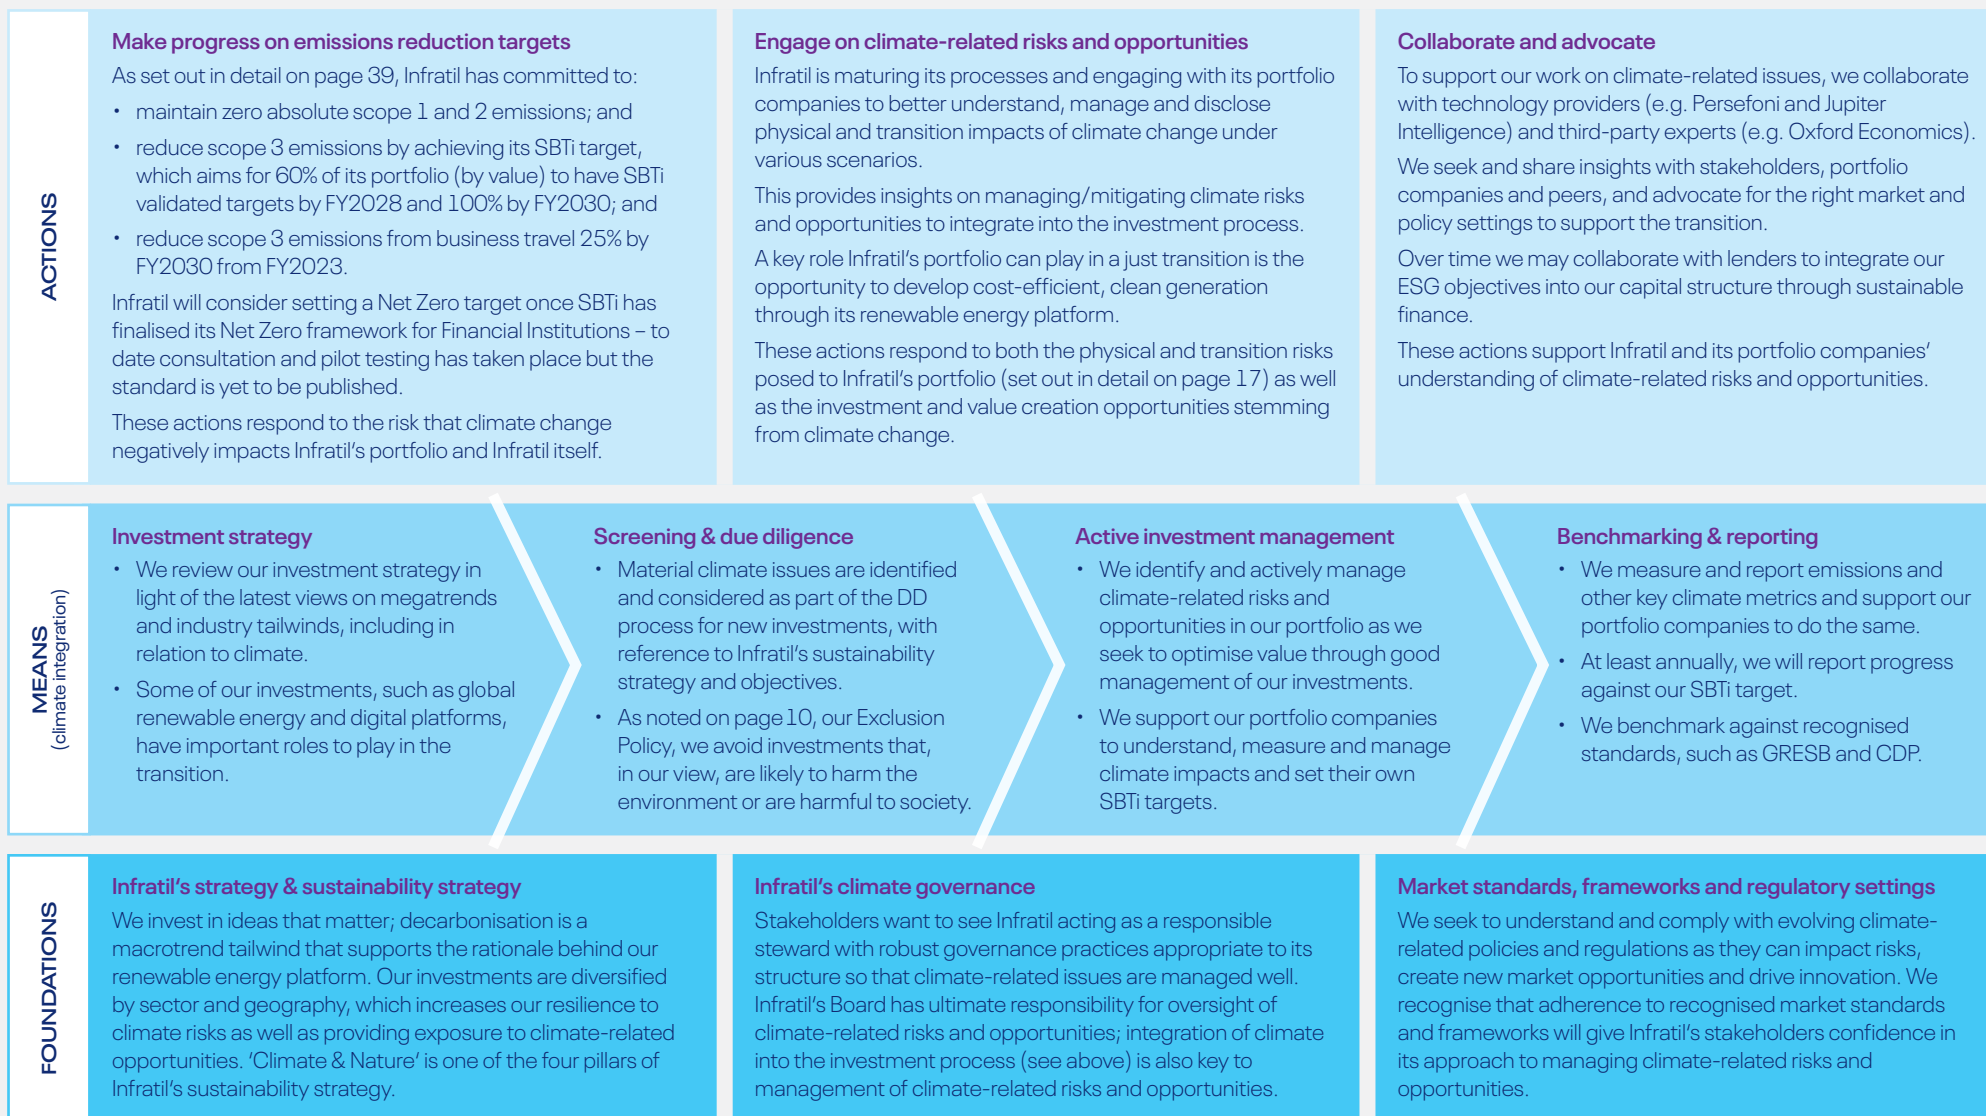 ACTIONS
Make progress on emissions reduction targets
As set out in detail on page 39, Infratil has committed to:
• maintain zero absolute scope 1 and 2 emissions; and
• reduce scope 3 emissions by achieving its SBTi target,
which aims for 60% of its portfolio (by value) to have SBTi
validated targets by FY2028 and 100% by FY2030; and
• reduce scope 3 emissions from business travel 25% by
FY2030 from FY2023.
Infratil will consider setting a Net Zero target once SBTi has
finalised its Net Zero framework for Financial Institutions – to
date consultation and pilot testing has taken place but the
standard is yet to be published.
These actions respond to the risk that climate change
negatively impacts Infratil's portfolio and Infratil itself.
Engage on climate-related risks and opportunities
Infratil is maturing its processes and engaging with its portfolio
companies to better understand, manage and disclose
physical and transition impacts of climate change under
various scenarios.
This provides insights on managing/mitigating climate risks
and opportunities to integrate into the investment process.
A key role Infratil's portfolio can play in a just transition is the
opportunity to develop cost-efficient, clean generation
through its renewable energy platform.
These actions respond to both the physical and transition risks
posed to Infratil's portfolio (set out in detail on page 17) as well
as the investment and value creation opportunities stemming
from climate change.
Collaborate and advocate
To support our work on climate-related issues, we collaborate
with technology providers (e.g. Persefoni and Jupiter
Intelligence) and third-party experts (e.g. Oxford Economics).
We seek and share insights with stakeholders, portfolio
companies and peers, and advocate for the right market and
policy settings to support the transition.
Over time we may collaborate with lenders to integrate our
ESG objectives into our capital structure through sustainable
finance.
These actions support Infratil and its portfolio companies'
understanding of climate-related risks and opportunities.
MEANS
(climate integration)
Investment strategy
• We review our investment strategy in
light of the latest views on megatrends
and industry tailwinds, including in
relation to climate.
• Some of our investments, such as global
renewable energy and digital platforms,
have important roles to play in the
transition.
Screening & due diligence
• Material climate issues are identified
and considered as part of the DD
process for new investments, with
reference to Infratil's sustainability
strategy and objectives.
• As noted on page 10, our Exclusion
Policy, we avoid investments that,
in our view, are likely to harm the
environment or are harmful to society.
Active investment management
• We identify and actively manage
climate-related risks and
opportunities in our portfolio as we
seek to optimise value through good
management of our investments.
• We support our portfolio companies
to understand, measure and manage
climate impacts and set their own
SBTi targets.
Benchmarking & reporting
• We measure and report emissions and
other key climate metrics and support our
portfolio companies to do the same.
• At least annually, we will report progress
against our SBTi target.
• We benchmark against recognised
standards, such as GRESB and CDP.
FOUNDATIONS
Infratil's strategy & sustainability strategy
We invest in ideas that matter; decarbonisation is a
macrotrend tailwind that supports the rationale behind our
renewable energy platform. Our investments are diversified
by sector and geography, which increases our resilience to
climate risks as well as providing exposure to climate-related
opportunities. 'Climate & Nature' is one of the four pillars of
Infratil's sustainability strategy.
Infratil's climate governance
Stakeholders want to see Infratil acting as a responsible
steward with robust governance practices appropriate to its
structure so that climate-related issues are managed well.
Infratil's Board has ultimate responsibility for oversight of
climate-related risks and opportunities; integration of climate
into the investment process (see above) is also key to
management of climate-related risks and opportunities.
Market standards, frameworks and regulatory settings
We seek to understand and comply with evolving climate-
related policies and regulations as they can impact risks,
create new market opportunities and drive innovation. We
recognise that adherence to recognised market standards
and frameworks will give Infratil's stakeholders confidence in
its approach to managing climate-related risks and
opportunities.